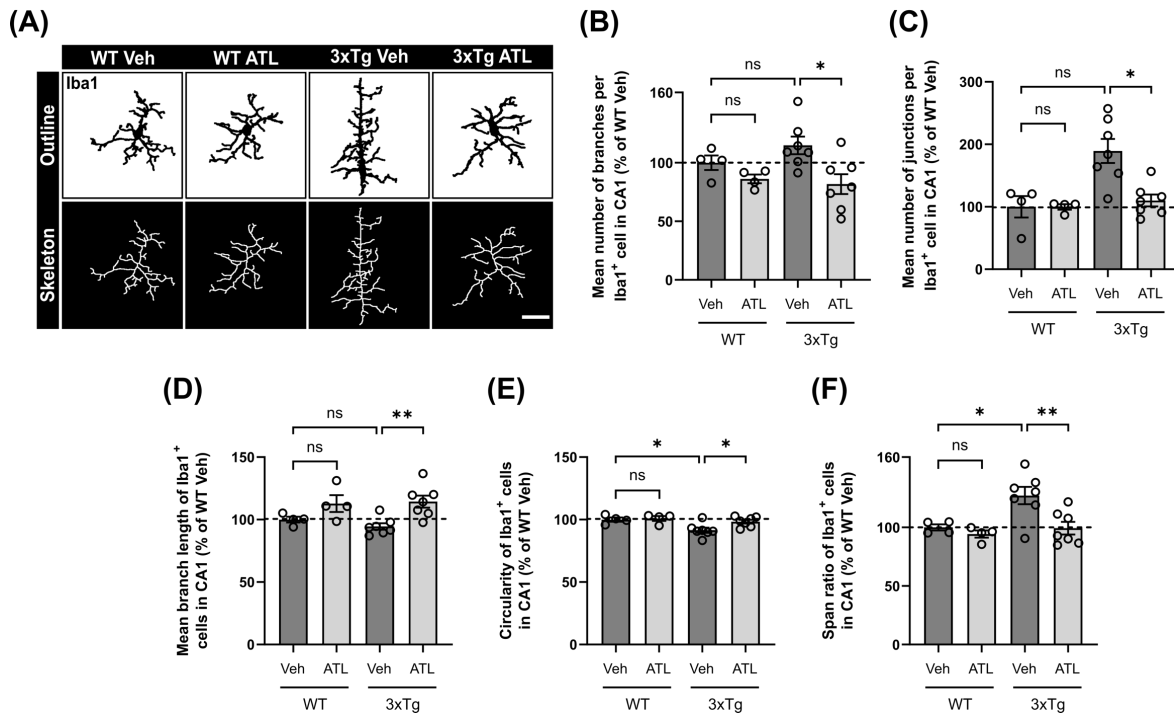 (A)
WT Veh WT ATL 3xTg Veh 3xTg ATL
Iba1
Outline
Skeleton
(B)
Mean number of branches per
Iba1⁺ cell in CA1 (% of WT Veh)
160
100
50
0
ns
ns
*
Veh ATL Veh ATL
WT 3xTg
(C)
Mean number of junctions per
Iba1⁺ cell in CA1 (% of WT Veh)
300
200
100
0
ns
ns
*
Veh ATL Veh ATL
WT 3xTg
(D)
Mean branch length of Iba1⁺
cells in CA1 (% of WT Veh)
150
100
50
0
ns
ns
**
Veh ATL Veh ATL
WT 3xTg
(E)
Circularity of Iba1⁺ cells
in CA1 (% of WT Veh)
150
100
50
0
*
ns
*
Veh ATL Veh ATL
WT 3xTg
(F)
Span ratio of Iba1⁺ cells
in CA1 (% of WT Veh)
160
100
50
0
*
ns
**
Veh ATL Veh ATL
WT 3xTg